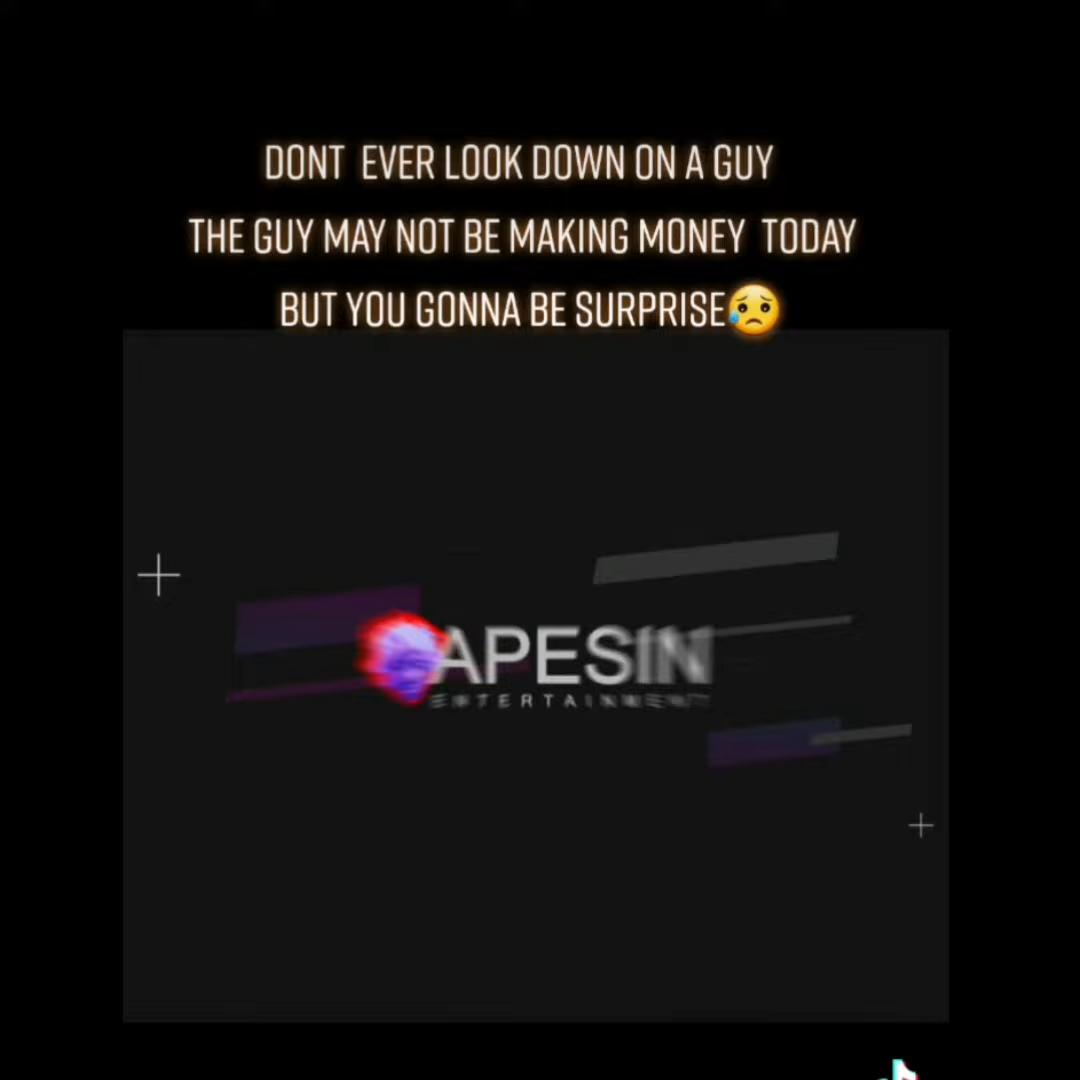 DONT EVER LOOK DOWN ON A GUY
THE GUY MAY NOT BE MAKING MONEY TODAY
BUT YOU GONNA BE SURPRISE😥
APESIN
ENTERTAINMENT